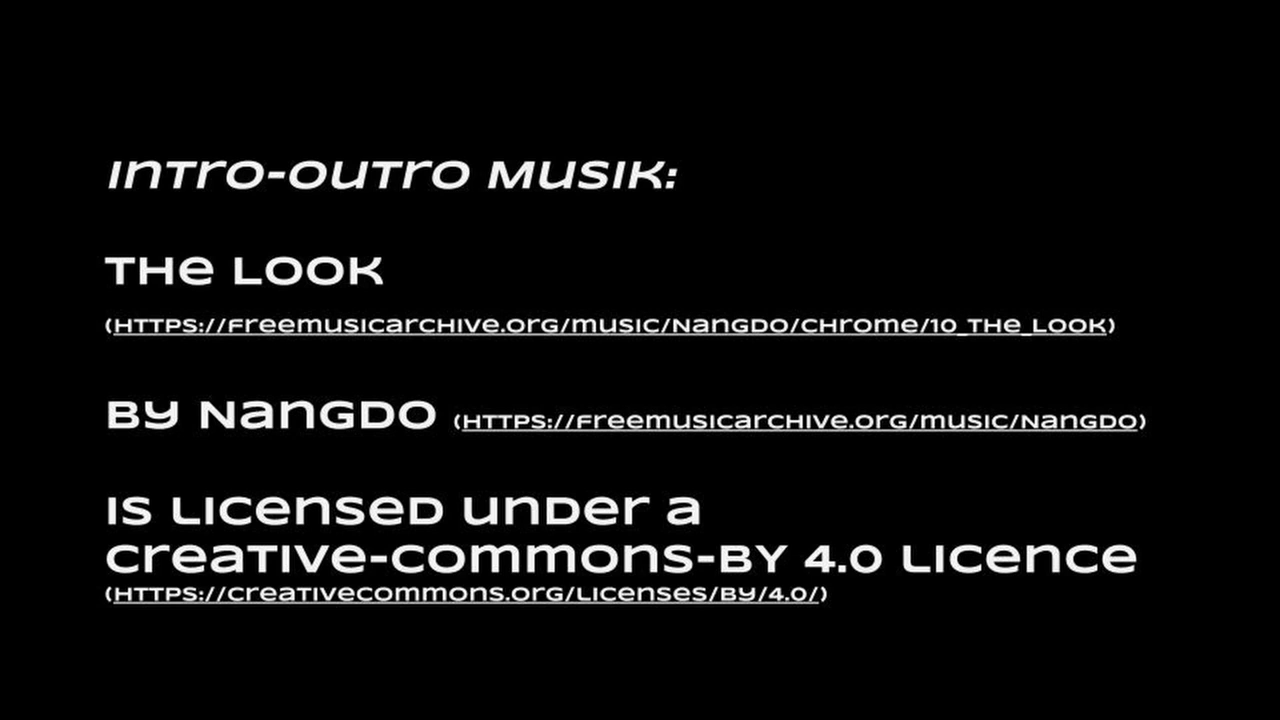 Intro-Outro Musik:
The Look
(https://freemusicarchive.org/music/Nangdo/Chrome/10_The_Look)
By Nangdo (https://freemusicarchive.org/music/Nangdo)
is licensed under a
Creative-Commons-BY 4.0 Licence
(https://creativecommons.org/licenses/by/4.0/)